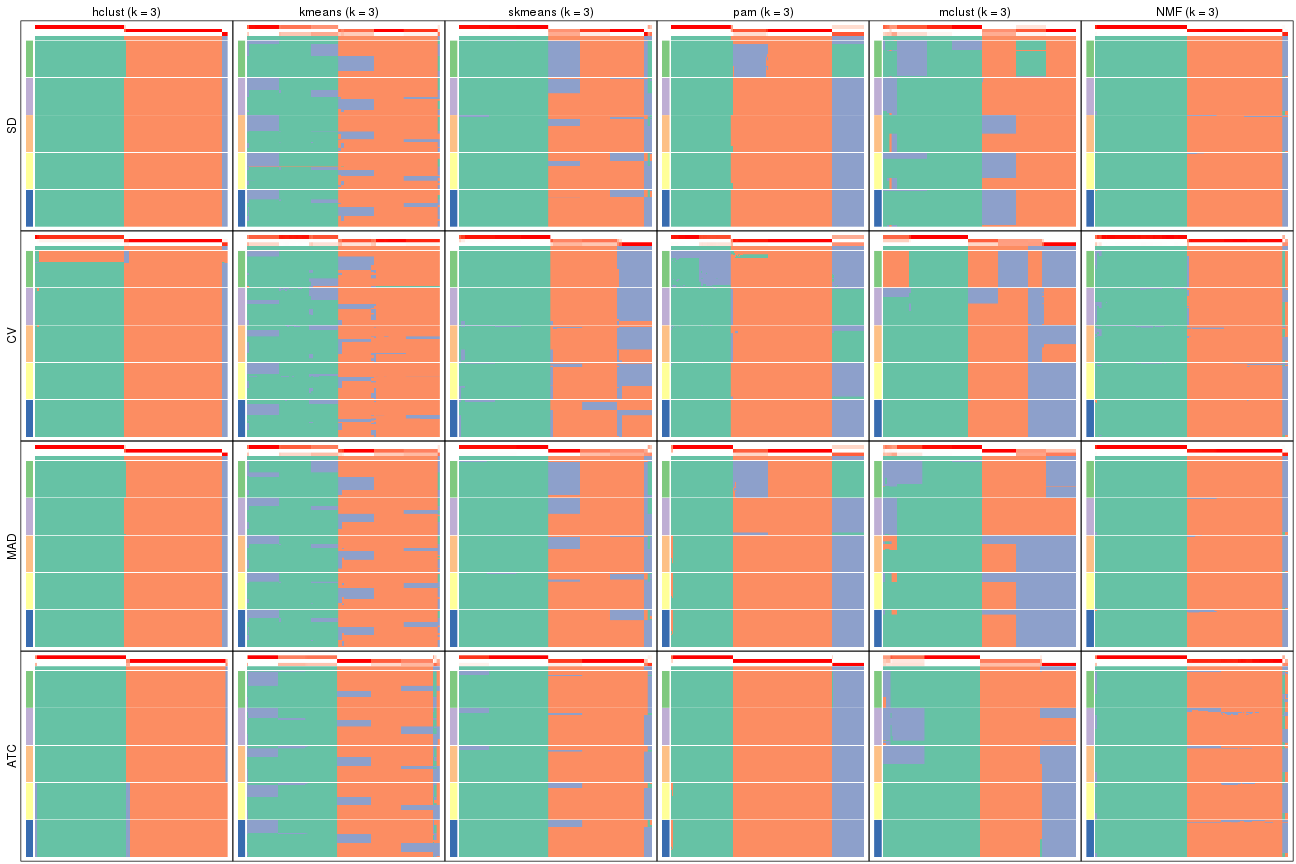 hclust (k = 3)
kmeans (k = 3)
skmeans (k = 3)
pam (k = 3)
mclust (k = 3)
NMF (k = 3)
SD
CV
MAD
ATC